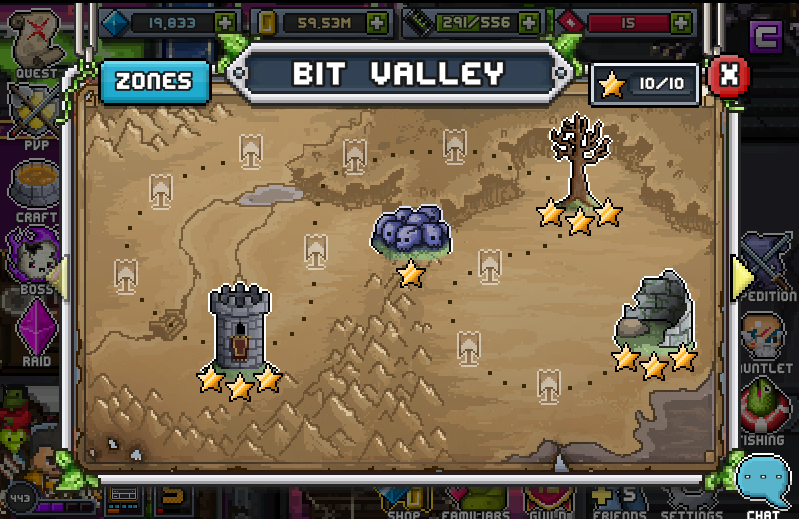 19,833
59.53M
291/556
15
QUEST
ZONES
BIT VALLEY
10/10
X
C
PVP
CRAFT
BOSS
PEDITION
RAID
UNTLET
FISHING
443
SHOP
FAMILIARS
GUILD
FRIENDS
SETTINGS
CHAT